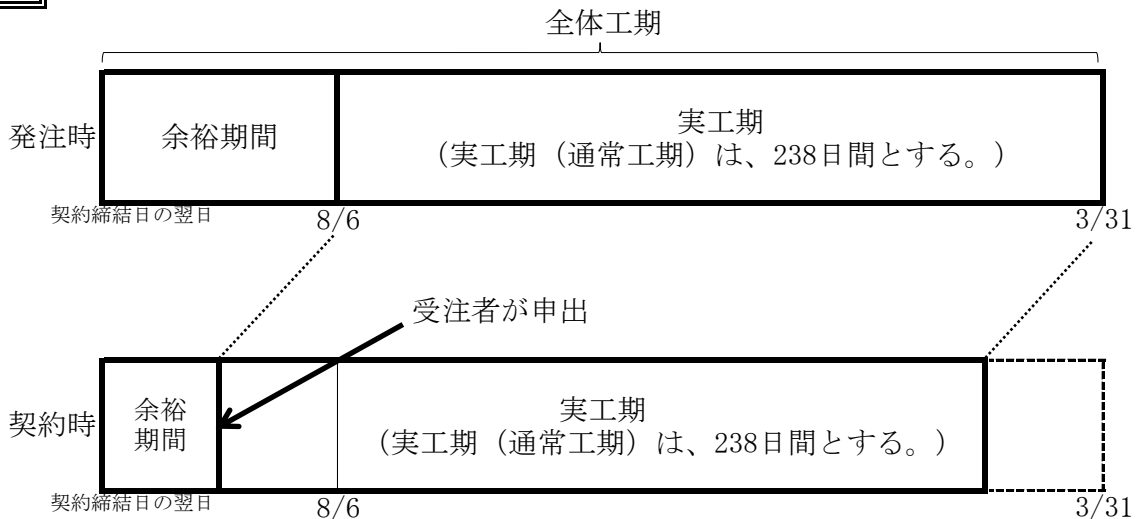 全体工期
発注時
余裕期間
実工期
(実工期（通常工期）は、238日間とする。)
契約締結日の翌日
8/6
3/31
受注者が申出
契約時
余裕
期間
実工期
(実工期（通常工期）は、238日間とする。)
契約締結日の翌日
8/6
3/31